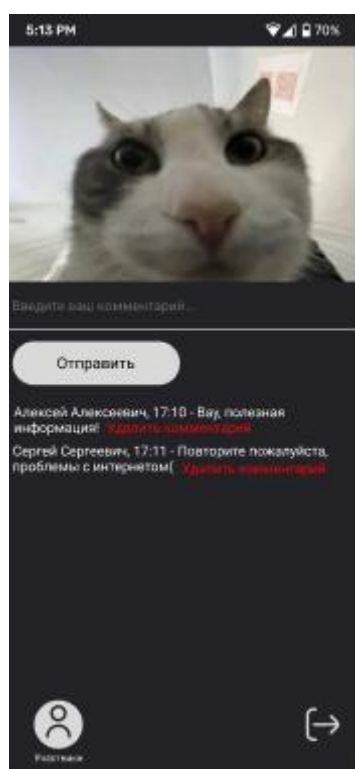 5:13 PM 70%
Введите ваш комментарий...
Отправить
Алексей Алексеевич, 17:10 - Вау, полезная
информация! Удалить комментарий
Сергей Сергеевич, 17:11 - Повторите пожалуйста,
проблемы с интернетом( Удалить комментарий
Участники